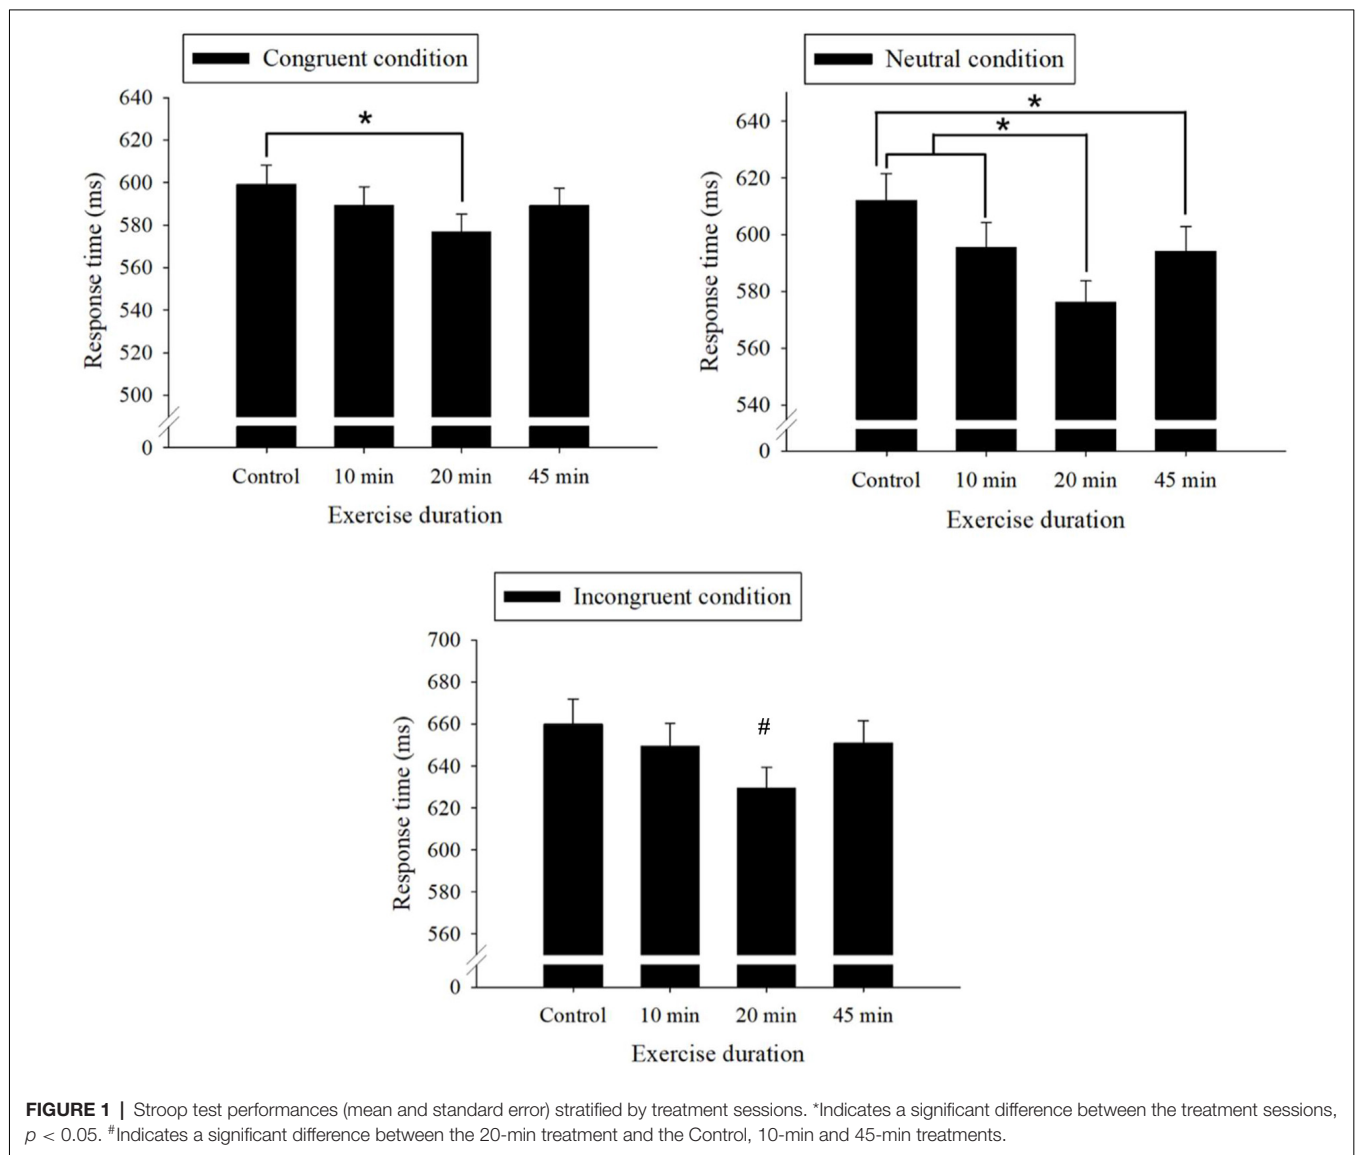 Congruent condition
640
620
600
580
560
540
520
500
0
Response time (ms)
*
Control 10 min 20 min 45 min
Exercise duration
Neutral condition
640
620
600
580
560
540
0
Response time (ms)
*
*
Control 10 min 20 min 45 min
Exercise duration
Incongruent condition
700
680
660
640
620
600
580
560
0
Response time (ms)
#
Control 10 min 20 min 45 min
Exercise duration
FIGURE 1 | Stroop test performances (mean and standard error) stratified by treatment sessions. *Indicates a significant difference between the treatment sessions,
p < 0.05. #Indicates a significant difference between the 20-min treatment and the Control, 10-min and 45-min treatments.